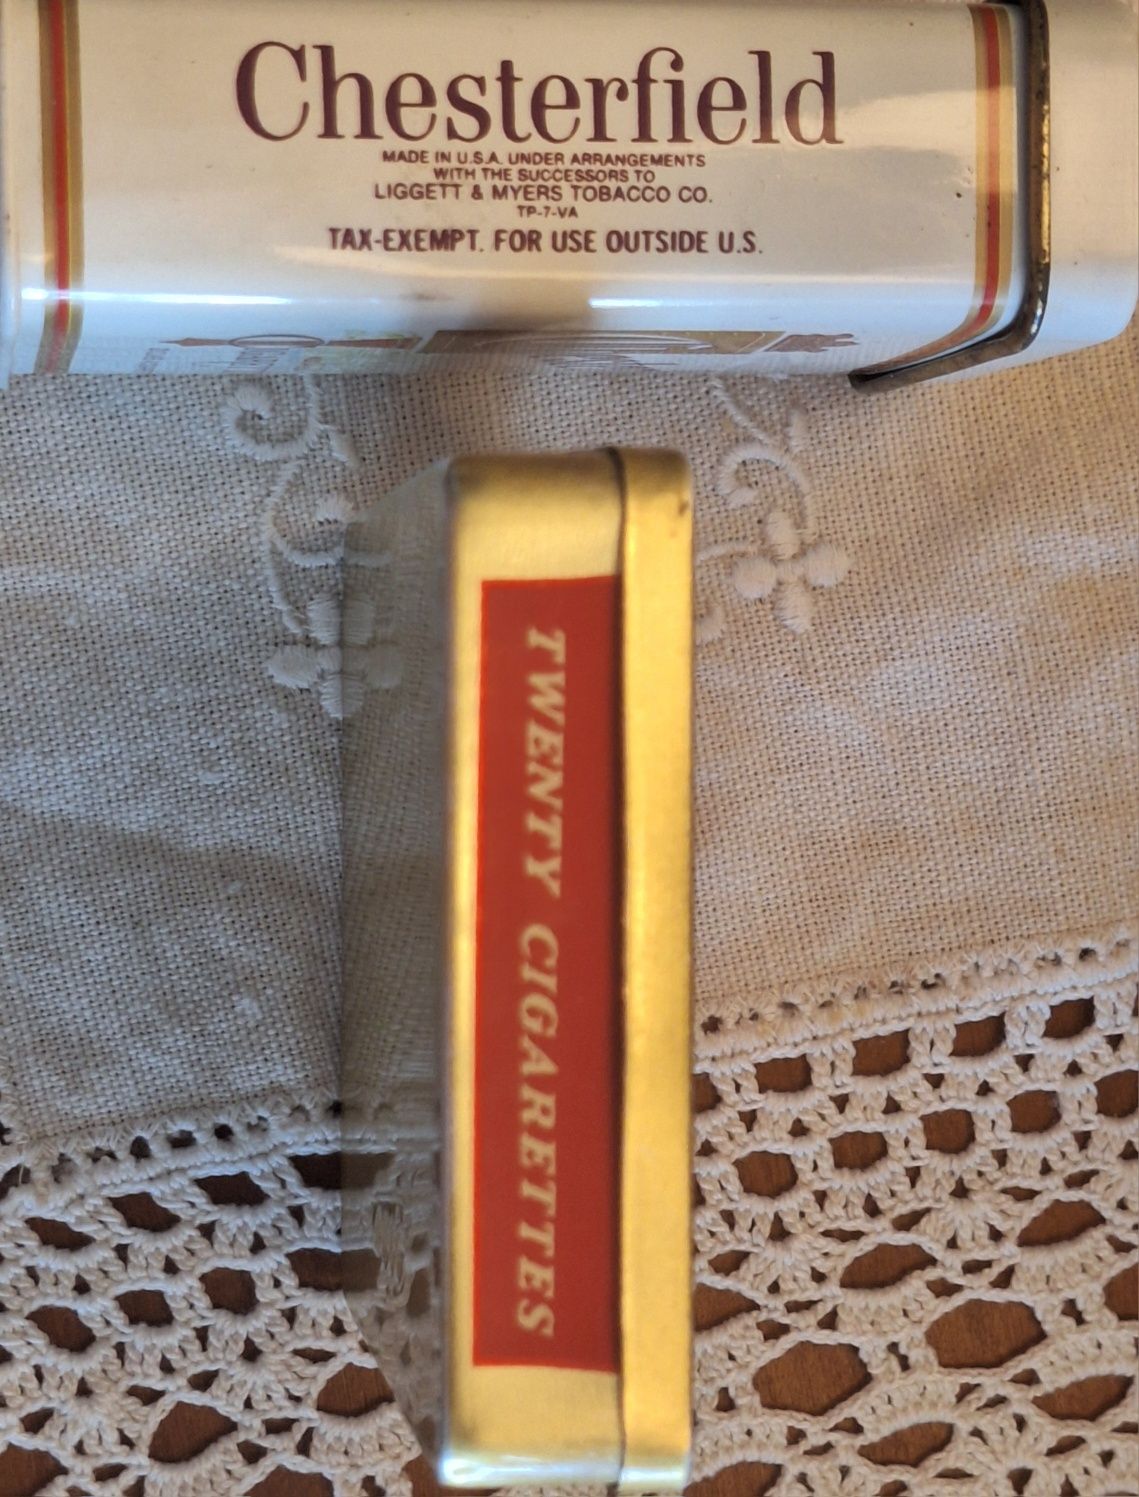 Chesterfield
MADE IN U.S.A. UNDER ARRANGEMENTS
WITH THE SUCCESSORS TO
LIGGETT & MYERS TOBACCO CO.
TP-7-VA
TAX-EXEMPT. FOR USE OUTSIDE U.S.
TWENTY CIGARETTES